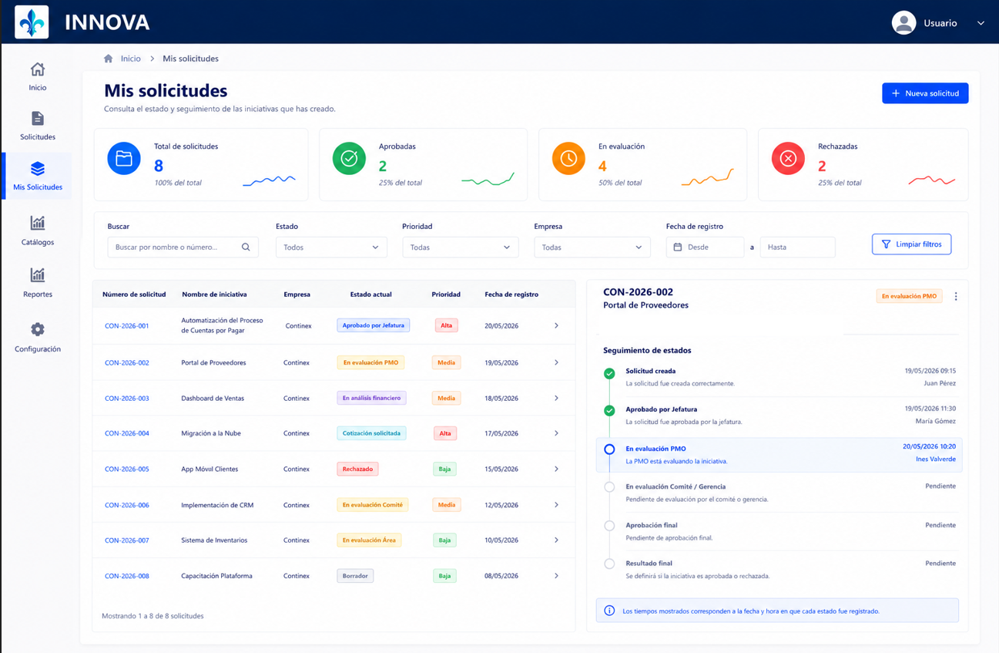 INNOVA
Usuario
Inicio > Mis solicitudes
Inicio
Solicitudes
Mis Solicitudes
Catálogos
Reportes
Configuración
Mis solicitudes
Consulta el estado y seguimiento de las iniciativas que has creado.
+ Nueva solicitud
Total de solicitudes
8
100% del total
Aprobadas
2
25% del total
En evaluación
4
50% del total
Rechazadas
2
25% del total
Buscar
Buscar por nombre o número...
Estado
Todos
Prioridad
Todas
Empresa
Todas
Fecha de registro
Desde
a
Hasta
Limpiar filtros
Número de solicitud Nombre de iniciativa Empresa Estado actual Prioridad Fecha de registro
CON-2026-001 Automatización del Proceso de Cuentas por Pagar Continex Aprobado por Jefatura Alta 20/05/2026
CON-2026-002 Portal de Proveedores Continex En evaluación PMO Media 19/05/2026
CON-2026-003 Dashboard de Ventas Continex En análisis financiero Media 18/05/2026
CON-2026-004 Migración a la Nube Continex Cotización solicitada Alta 17/05/2026
CON-2026-005 App Móvil Clientes Continex Rechazado Baja 15/05/2026
CON-2026-006 Implementación de CRM Continex En evaluación Comité Media 12/05/2026
CON-2026-007 Sistema de Inventarios Continex En evaluación Área Baja 10/05/2026
CON-2026-008 Capacitación Plataforma Continex Borrador Baja 08/05/2026
Mostrando 1 a 8 de 8 solicitudes
CON-2026-002
Portal de Proveedores
En evaluación PMO
Seguimiento de estados
Solicitud creada 19/05/2026 09:15
La solicitud fue creada correctamente. Juan Pérez
Aprobado por Jefatura 19/05/2026 11:30
La solicitud fue aprobada por la jefatura. María Gómez
En evaluación PMO 20/05/2026 10:20
La PMO está evaluando la iniciativa. Ines Valverde
En evaluación Comité / Gerencia Pendiente
Pendiente de evaluación por el comité o gerencia.
Aprobación final Pendiente
Pendiente de aprobación final.
Resultado final Pendiente
Se definirá si la iniciativa es aprobada o rechazada.
Los tiempos mostrados corresponden a la fecha y hora en que cada estado fue registrado.